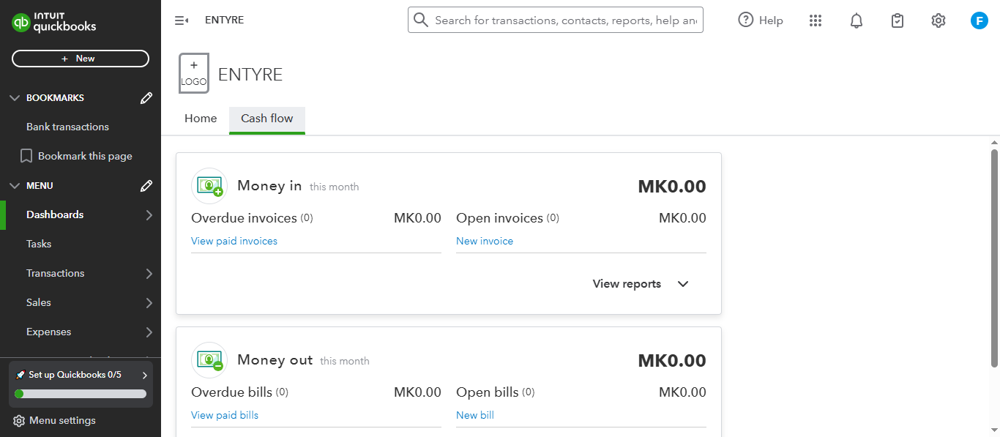 INTUIT
quickbooks
+ New
BOOKMARKS
Bank transactions
Bookmark this page
MENU
Dashboards
Tasks
Transactions
Sales
Expenses
Set up Quickbooks 0/5
Menu settings
ENTYRE
Search for transactions, contacts, reports, help an
Help
F
+
LOGO
ENTYRE
Home Cash flow
Money in this month MK0.00
Overdue invoices (0) MK0.00 Open invoices (0) MK0.00
View paid invoices New invoice
View reports
Money out this month MK0.00
Overdue bills (0) MK0.00 Open bills (0) MK0.00
View paid bills New bill